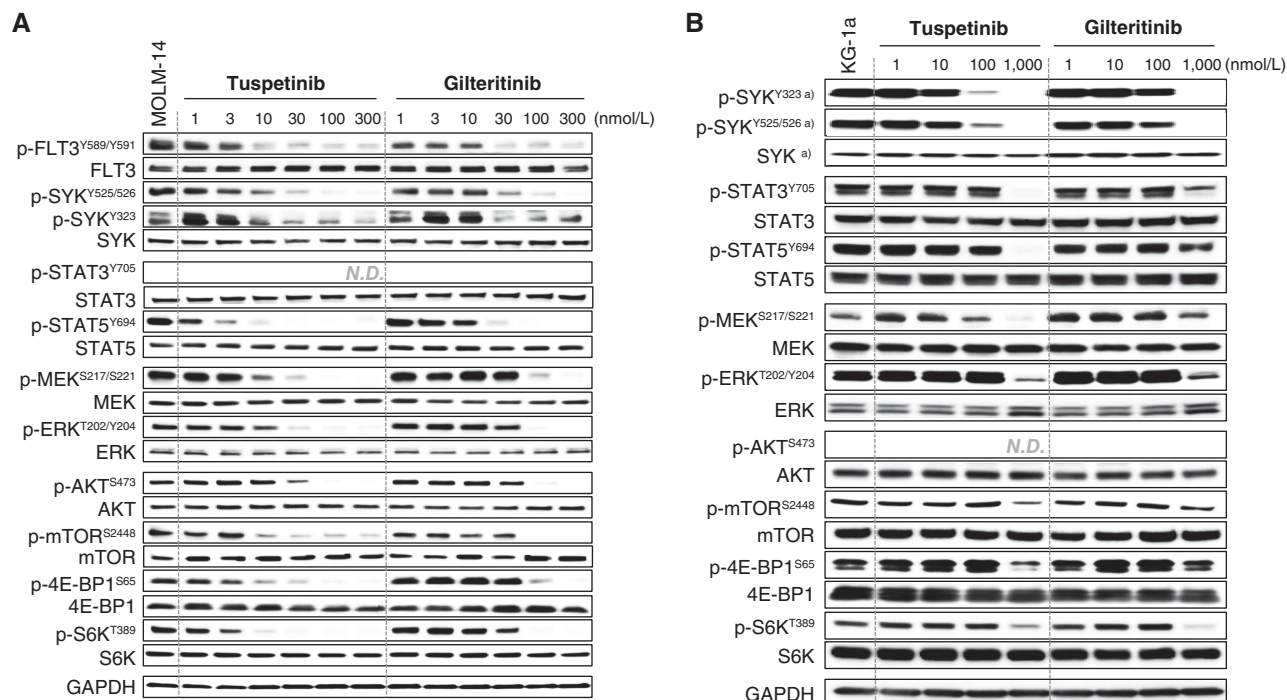 A
MOLM-14
Tuspetinib
Gilteritinib
1 3 10 30 100 300 1 3 10 30 100 300 (nmol/L)
p-FLT3Y589/Y591
FLT3
p-SYKY525/526
p-SYKY323
SYK
p-STAT3Y705
N.D.
STAT3
p-STAT5Y694
STAT5
p-MEKS217/S221
MEK
p-ERKT202/Y204
ERK
p-AKTS473
AKT
p-mTORS2448
mTOR
p-4E-BP1S65
4E-BP1
p-S6KT389
S6K
GAPDH
B
KG-1a
Tuspetinib
Gilteritinib
1 10 100 1,000 1 10 100 1,000 (nmol/L)
p-SYKY323 a)
p-SYKY525/526 a)
SYK a)
p-STAT3Y705
STAT3
p-STAT5Y694
STAT5
p-MEKS217/S221
MEK
p-ERKT202/Y204
ERK
p-AKTS473
N.D.
AKT
p-mTORS2448
mTOR
p-4E-BP1S65
4E-BP1
p-S6KT389
S6K
GAPDH